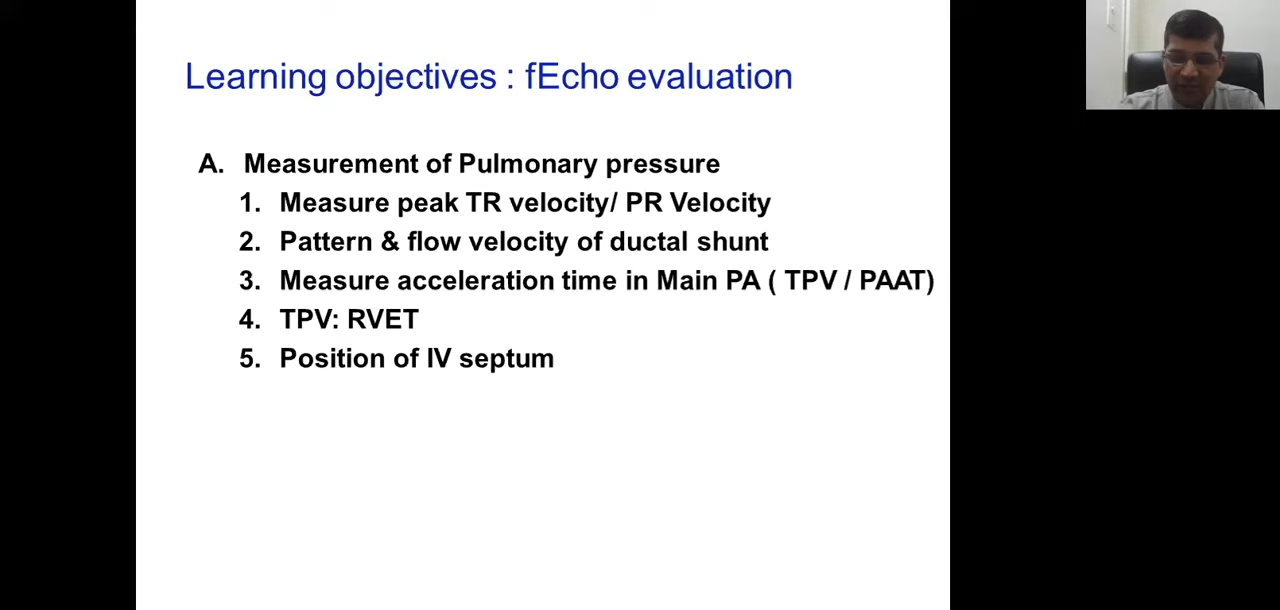 Learning objectives : fEcho evaluation
A. Measurement of Pulmonary pressure
1. Measure peak TR velocity/ PR Velocity
2. Pattern & flow velocity of ductal shunt
3. Measure acceleration time in Main PA ( TPV / PAAT)
4. TPV: RVET
5. Position of IV septum